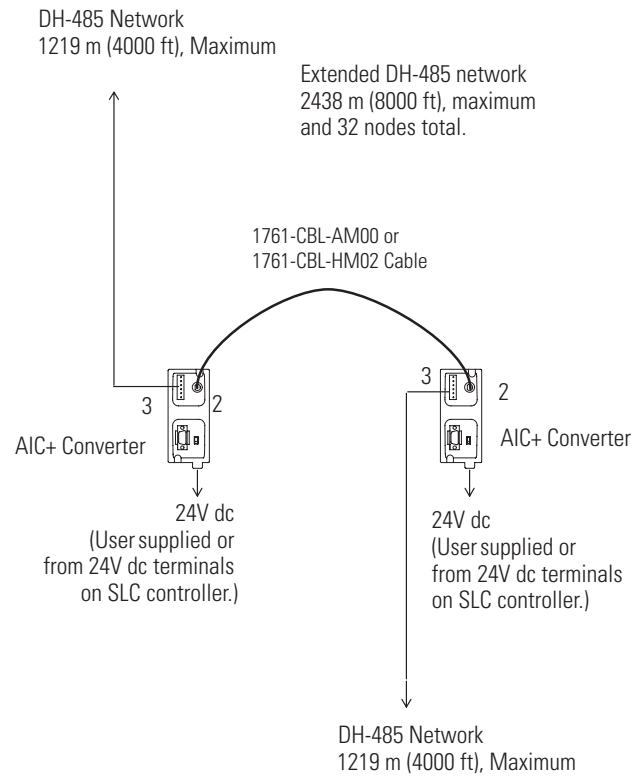 DH-485 Network
1219 m (4000 ft), Maximum
Extended DH-485 network
2438 m (8000 ft), maximum
and 32 nodes total.
1761-CBL-AM00 or
1761-CBL-HM02 Cable
3
2
AIC+ Converter
3
2
AIC+ Converter
24V dc
(User supplied or
from 24V dc terminals
on SLC controller.)
24V dc
(User supplied or
from 24V dc terminals
on SLC controller.)
DH-485 Network
1219 m (4000 ft), Maximum